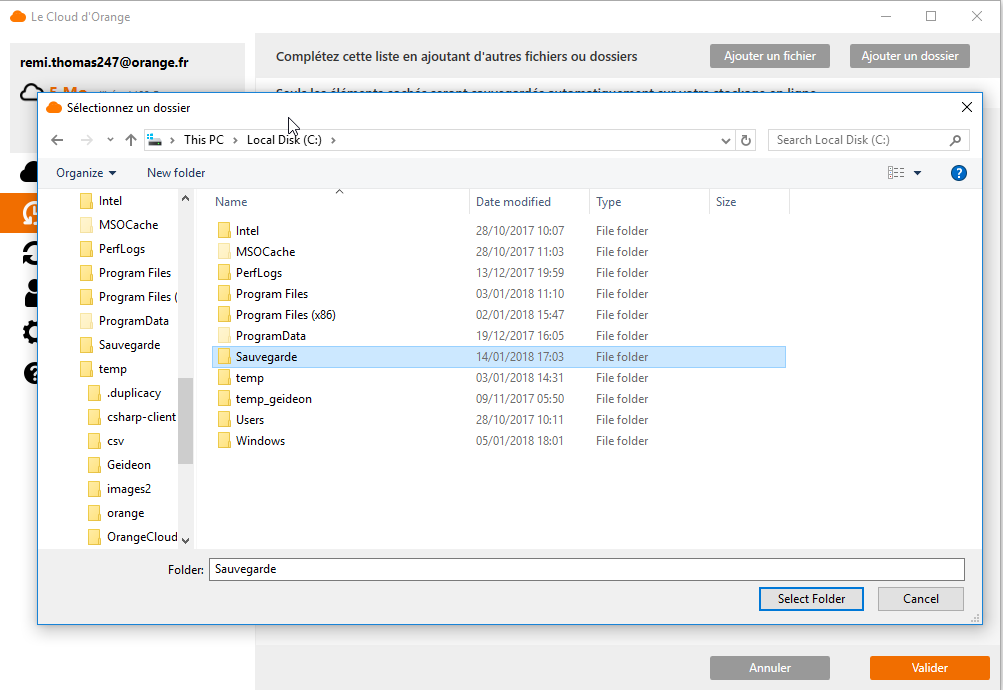 Le Cloud d'Orange
remi.thomas247@orange.fr
Complétez cette liste en ajoutant d'autres fichiers ou dossiers
Ajouter un fichier
Ajouter un dossier
5 Mo
Seuls les éléments cochés seront sauvegardés automatiquement sur votre stockage en ligne
Sélectionnez un dossier
This PC > Local Disk (C:) >
Search Local Disk (C:)
Organize
New folder
?
Intel
MSOCache
PerfLogs
Program Files
Program Files (
ProgramData
Sauvegarde
temp
.duplicacy
csharp-client
csv
Geideon
images2
orange
OrangeCloud
Name Date modified Type Size
Intel 28/10/2017 10:07 File folder
MSOCache 28/10/2017 11:03 File folder
PerfLogs 13/12/2017 19:59 File folder
Program Files 03/01/2018 11:10 File folder
Program Files (x86) 02/01/2018 15:47 File folder
ProgramData 19/12/2017 16:05 File folder
Sauvegarde 14/01/2018 17:03 File folder
temp 03/01/2018 14:31 File folder
temp_geideon 09/11/2017 05:50 File folder
Users 28/10/2017 10:11 File folder
Windows 05/01/2018 18:01 File folder
Folder: Sauvegarde
Select Folder
Cancel
Annuler
Valider